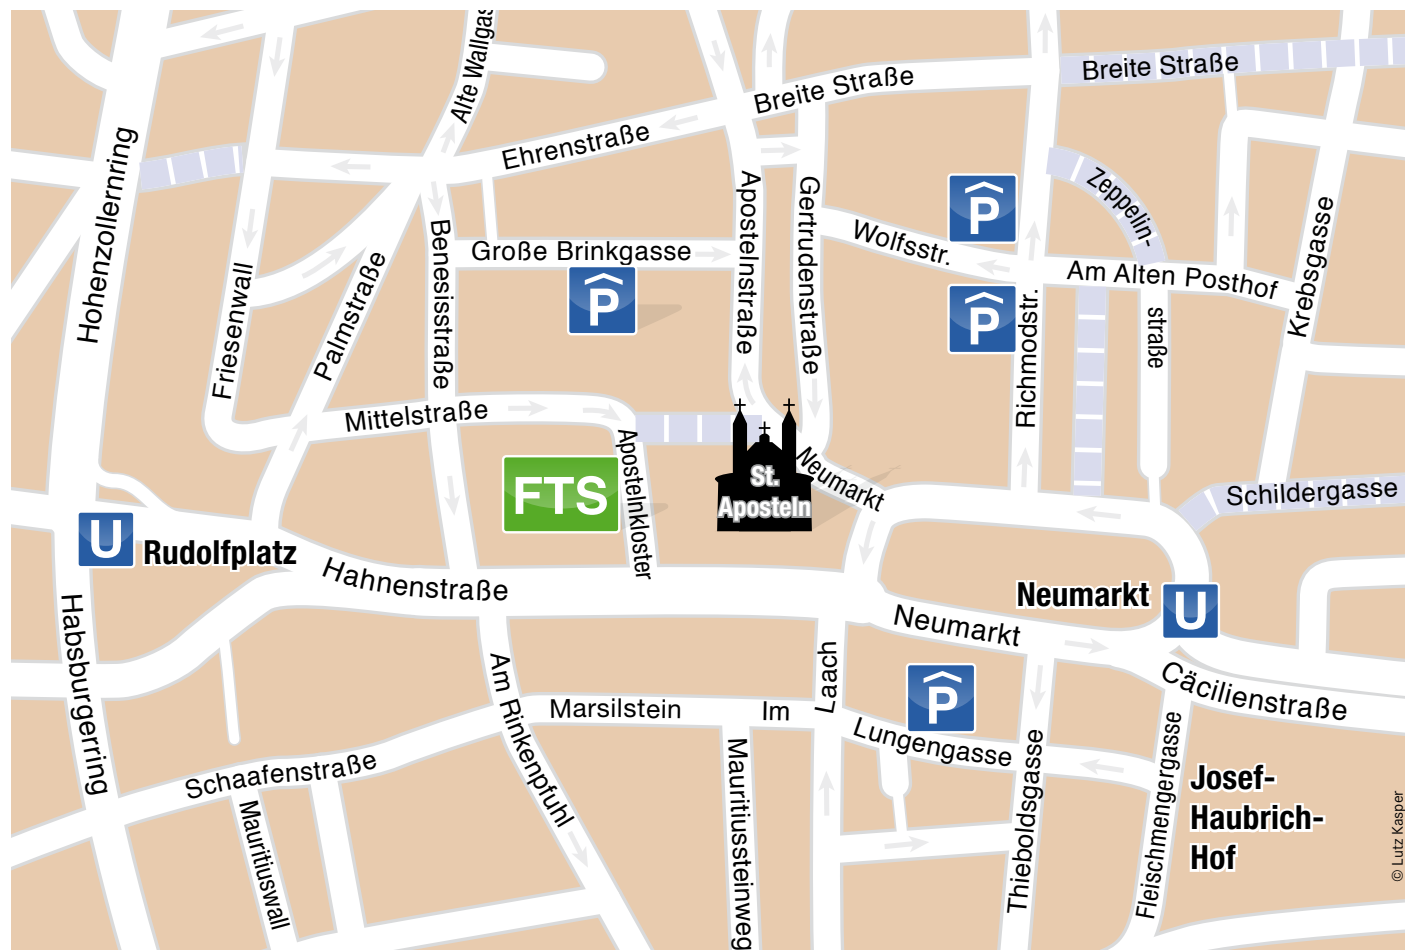 Alte Wallgas
Breite Straße
Breite Straße
Ehrenstraße
Hohenzollernring
Zeppelin-
straße
Apostelnstraße
Gertrudenstraße
P
Wolfsstr.
Krebsgasse
Benesisstraße
Große Brinkgasse
Am Alten Posthof
P
P
Friesenwall
Palmstraße
Richmodstr.
Mittelstraße
Apostelnkloster
FTS
St.
Aposteln
Neumarkt
Schildergasse
U
Rudolfplatz
Hahnenstraße
Neumarkt
U
Neumarkt
Habsburgerring
Am Rinkenpfuhl
Marsilstein
Im
Laach
P
Cäcilienstraße
Lungengasse
Schaafenstraße
Mauritiuswall
Mauritiussteinweg
Thieboldsgasse
Fleischmengergasse
Josef-
Haubrich-
Hof
© Lutz Kasper